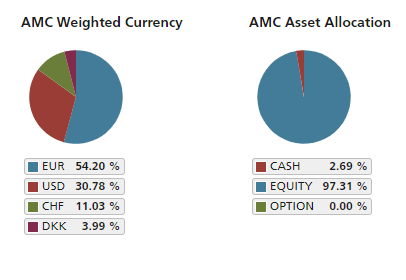 AMC Weighted Currency
EUR 54.20 %
USD 30.78 %
CHF 11.03 %
DKK 3.99 %
AMC Asset Allocation
CASH 2.69 %
EQUITY 97.31 %
OPTION 0.00 %